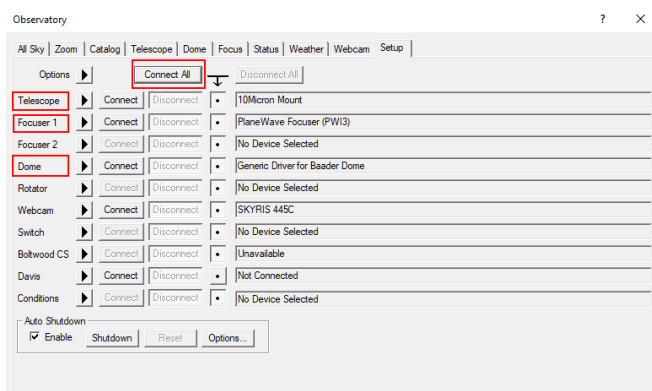 Observatory ? ×
All Sky Zoom Catalog Telescope Dome Focus Status Weather Webcam Setup
Options Connect All Disconnect All
Telescope Connect Disconnect 10Micron Mount
Focuser 1 Connect Disconnect PlaneWave Focuser (PWI3)
Focuser 2 Connect Disconnect No Device Selected
Dome Connect Disconnect Generic Driver for Baader Dome
Rotator Connect Disconnect No Device Selected
Webcam Connect Disconnect SKYRIS 445C
Switch Connect Disconnect No Device Selected
Boltwood CS Connect Disconnect Unavailable
Davis Connect Disconnect Not Connected
Conditions Connect Disconnect No Device Selected
Auto Shutdown
Enable Shutdown Reset Options...